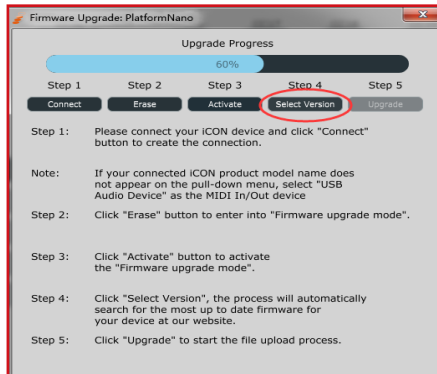 Firmware Upgrade: PlatformNano
Upgrade Progress
60%
Step 1 Step 2 Step 3 Step 4 Step 5
Connect Erase Activate Select Version Upgrade
Step 1: Please connect your iCON device and click "Connect"
button to create the connection.
Note: If your connected iCON product model name does
not appear on the pull-down menu, select "USB
Audio Device" as the MIDI In/Out device
Step 2: Click "Erase" button to enter into "Firmware upgrade mode".
Step 3: Click "Activate" button to activate
the "Firmware upgrade mode".
Step 4: Click "Select Version", the process will automatically
search for the most up to date firmware for
your device at our website.
Step 5: Click "Upgrade" to start the file upload process.